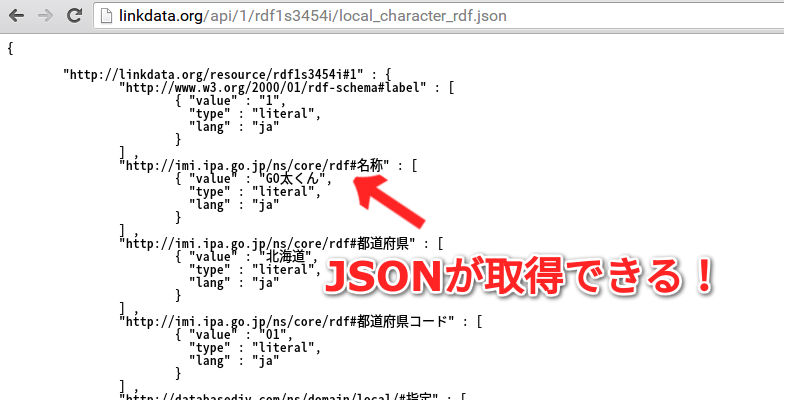 linkdata.org/api/1/rdf1s3454i/local_character_rdf.json
{
"http://linkdata.org/resource/rdf1s3454i#1" : {
"http://www.w3.org/2000/01/rdf-schema#label" : [
{ "value" : "1",
"type" : "literal",
"lang" : "ja"
}
] ,
"http://imi.ipa.go.jp/ns/core/rdf#名称" : [
{ "value" : "GO太くん",
"type" : "literal",
"lang" : "ja"
}
] ,
"http://imi.ipa.go.jp/ns/core/rdf#都道府県" : [
{ "value" : "北海道",
"type" : "literal",
"lang" : "ja"
}
] ,
JSONが取得できる！
"http://imi.ipa.go.jp/ns/core/rdf#都道府県コード" : [
{ "value" : "01",
"type" : "literal",
"lang" : "ja"
}
] ,
"http://databasediy.com/ns/domain/local/#指定" : [